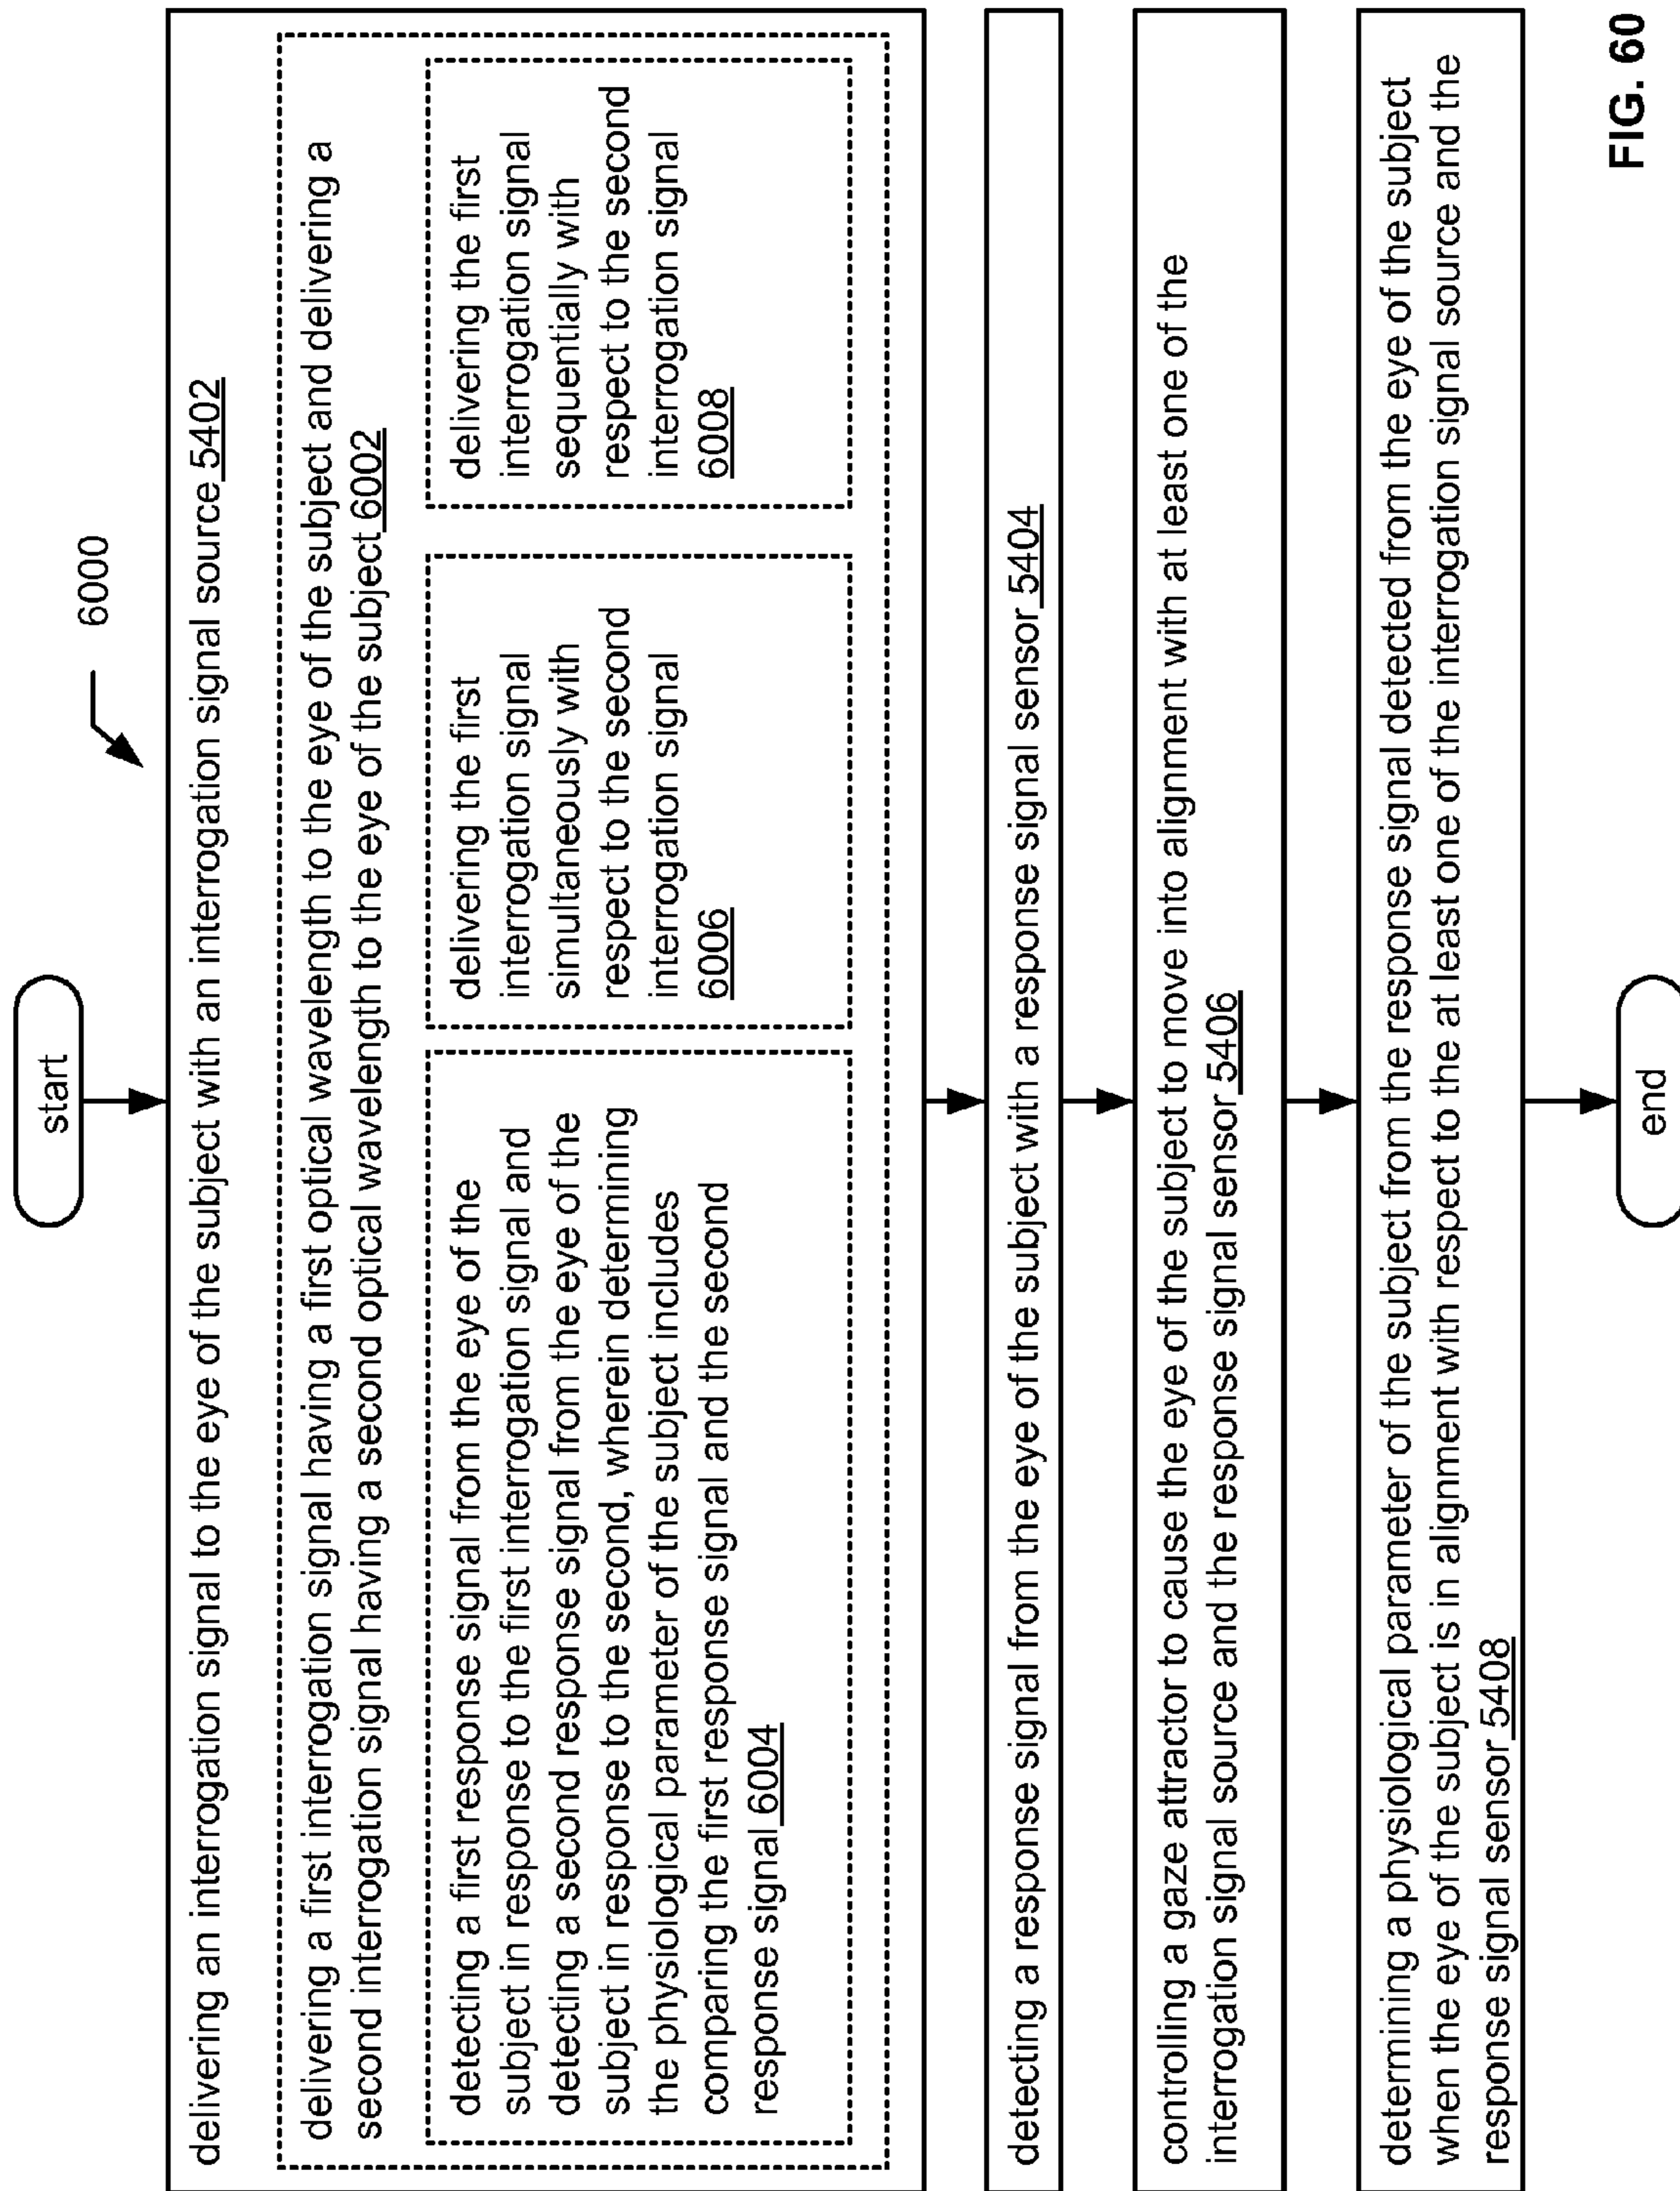 start
6000
delivering an interrogation signal to the eye of the subject with an interrogation signal source 5402
delivering a first interrogation signal having a first optical wavelength to the eye of the subject and delivering a
second interrogation signal having a second optical wavelength to the eye of the subject 6002
detecting a first response signal from the eye of the
subject in response to the first interrogation signal and
detecting a second response signal from the eye of the
subject in response to the second, wherein determining
the physiological parameter of the subject includes
comparing the first response signal and the second
response signal 6004
delivering the first
interrogation signal
simultaneously with
respect to the second
interrogation signal
6006
delivering the first
interrogation signal
sequentially with
respect to the second
interrogation signal
6008
detecting a response signal from the eye of the subject with a response signal sensor 5404
controlling a gaze attractor to cause the eye of the subject to move into alignment with at least one of the
interrogation signal source and the response signal sensor 5406
determining a physiological parameter of the subject from the response signal detected from the eye of the subject
when the eye of the subject is in alignment with respect to the at least one of the interrogation signal source and the
response signal sensor 5408
end
FIG. 60